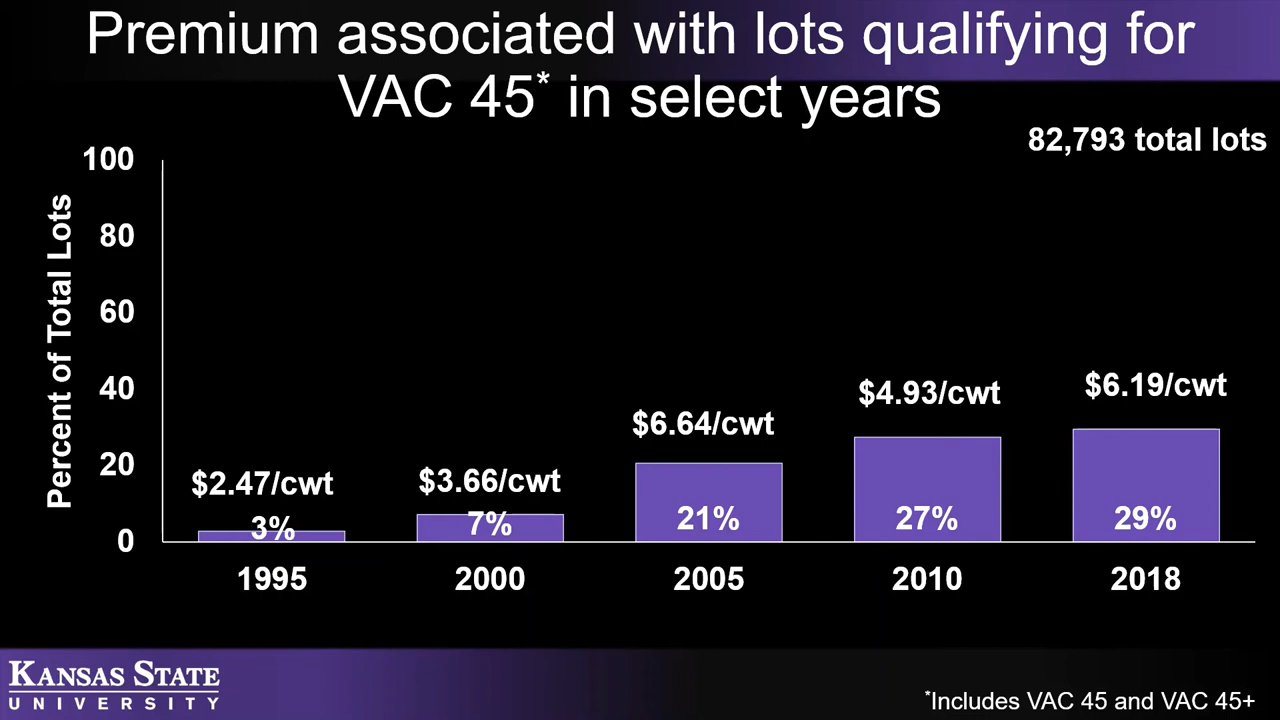 Premium associated with lots qualifying for
VAC 45* in select years
82,793 total lots
Percent of Total Lots
100
80
60
40
20
0
$2.47/cwt
$3.66/cwt
$6.64/cwt
$4.93/cwt
$6.19/cwt
3%
7%
21%
27%
29%
1995
2000
2005
2010
2018
KANSAS STATE
UNIVERSITY
*Includes VAC 45 and VAC 45+